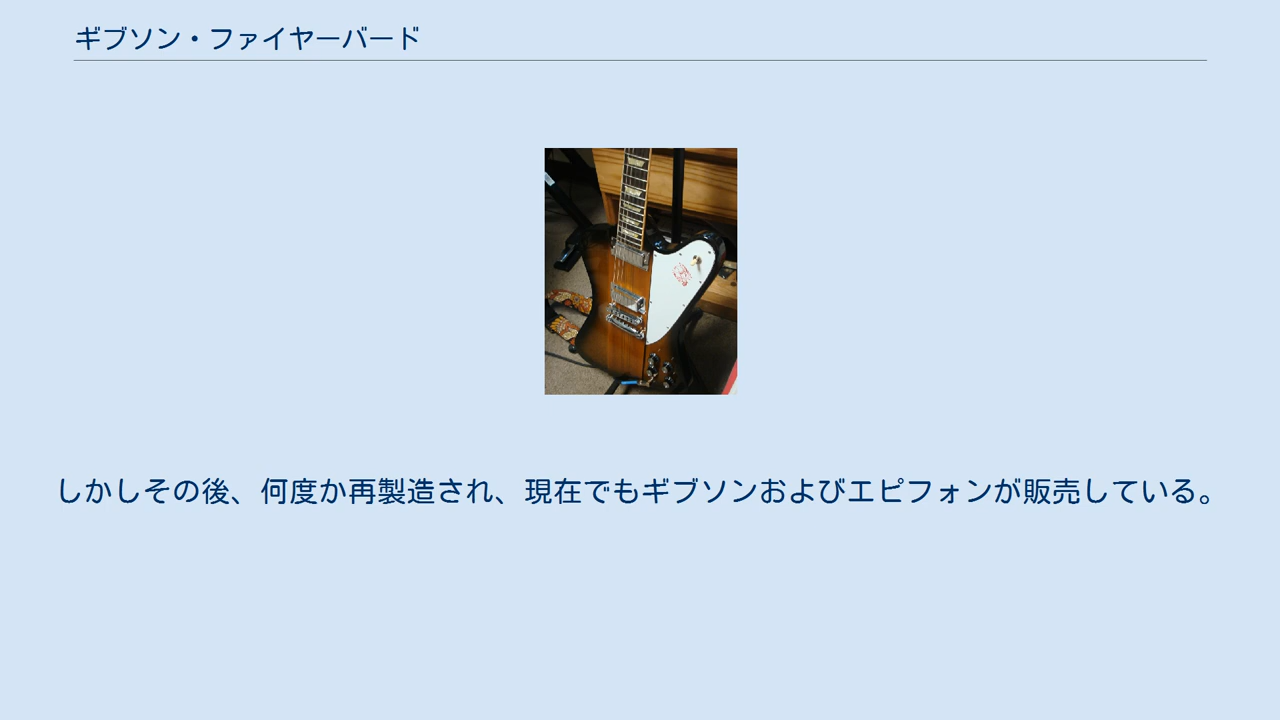 ギブソン・ファイヤーバード
しかしその後、何度か再製造され、現在でもギブソンおよびエピフォンが販売している。